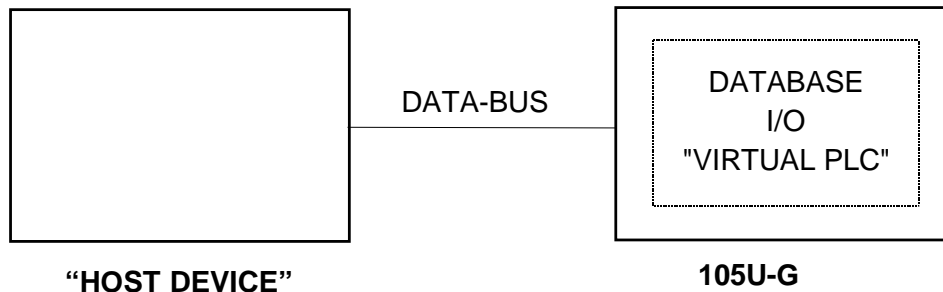 DATA-BUS
DATABASE
I/O
"VIRTUAL PLC"
“HOST DEVICE”
105U-G